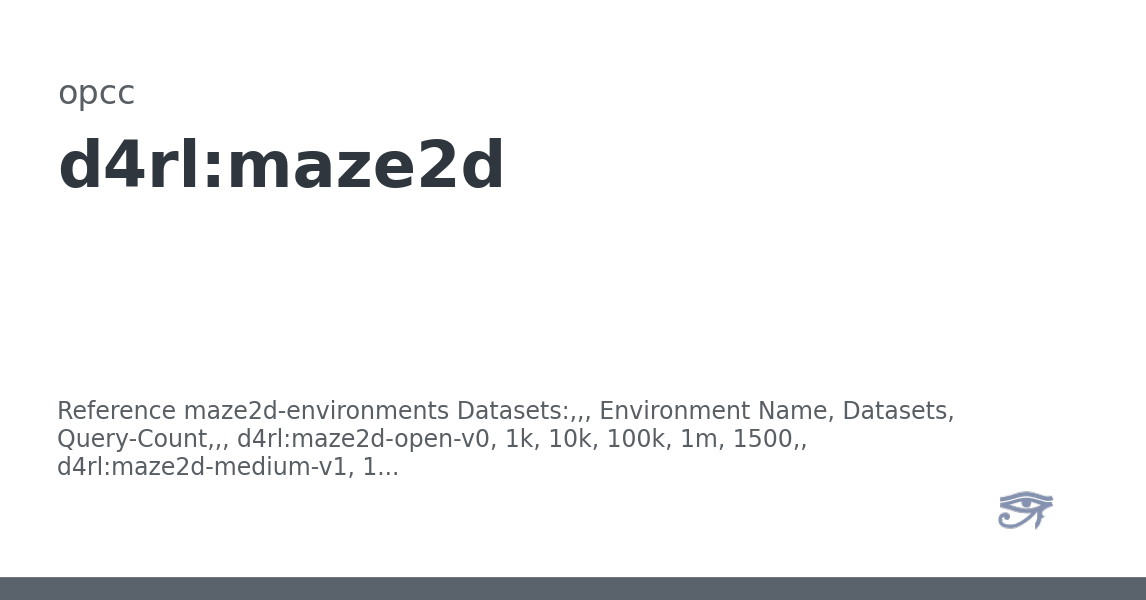 opcc
d4rl:maze2d
Reference maze2d-environments Datasets:,,, Environment Name, Datasets,
Query-Count,,, d4rl:maze2d-open-v0, 1k, 10k, 100k, 1m, 1500,,
d4rl:maze2d-medium-v1, 1...